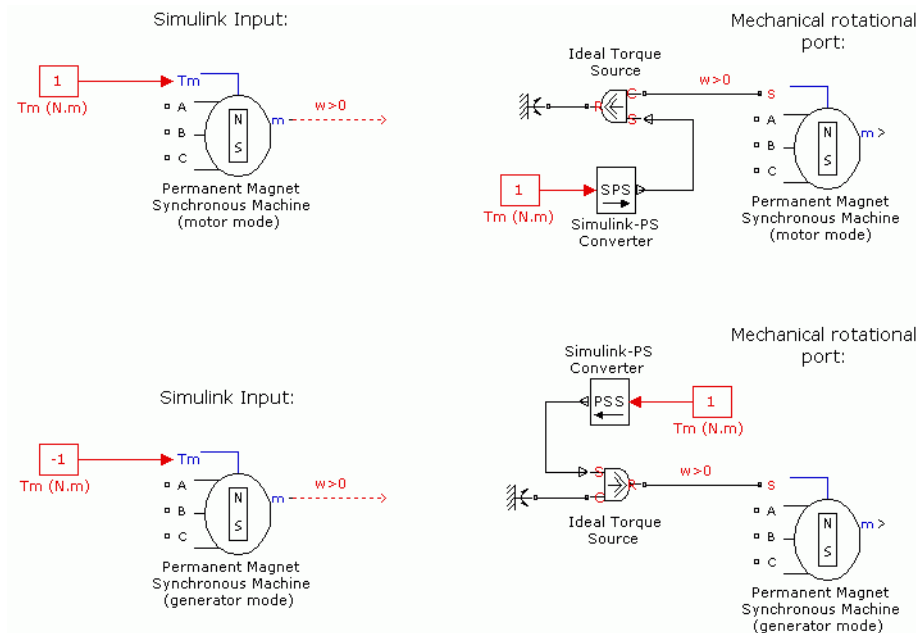 Simulink Input:
1
Tm (N.m)
Tm
A
B
C
N
S
m
w>0
Permanent Magnet
Synchronous Machine
(motor mode)
Mechanical rotational
port:
Ideal Torque
Source
R
C
S
w>0
1
Tm (N.m)
SPS
Simulink-PS
Converter
S
A
B
C
N
S
m >
Permanent Magnet
Synchronous Machine
(motor mode)
Simulink Input:
-1
Tm (N.m)
Tm
A
B
C
N
S
m
w>0
Permanent Magnet
Synchronous Machine
(generator mode)
Mechanical rotational
port:
Simulink-PS
Converter
PSS
1
Tm (N.m)
S
C
R
w>0
Ideal Torque
Source
S
A
B
C
N
S
m >
Permanent Magnet
Synchronous Machine
(generator mode)